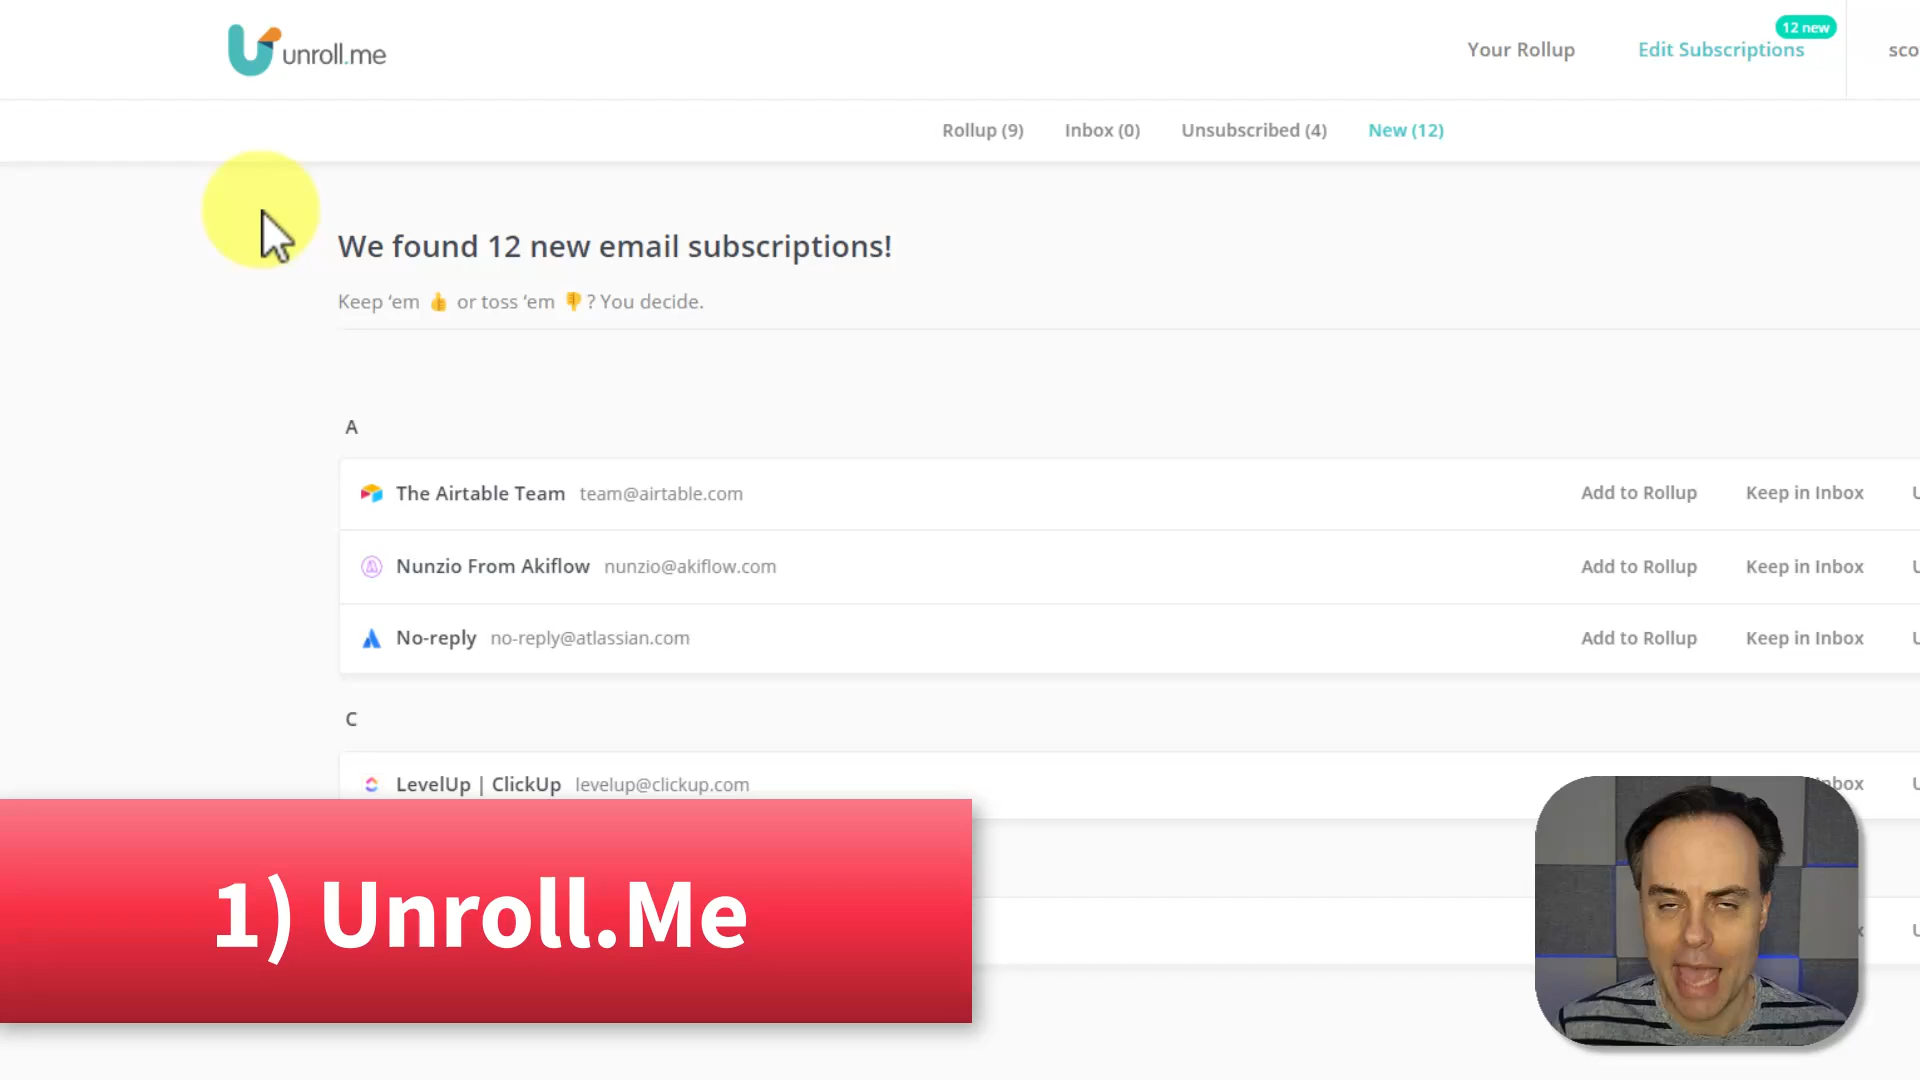 unroll.me
12 new
Your Rollup Edit Subscriptions sco
Rollup (9) Inbox (0) Unsubscribed (4) New (12)
We found 12 new email subscriptions!
Keep ‘em 👍 or toss ‘em 👎? You decide.
A
The Airtable Team team@airtable.com Add to Rollup Keep in Inbox
Nunzio From Akiflow nunzio@akiflow.com Add to Rollup Keep in Inbox
No-reply no-reply@atlassian.com Add to Rollup Keep in Inbox
C
LevelUp | ClickUp levelup@clickup.com
1) Unroll.Me